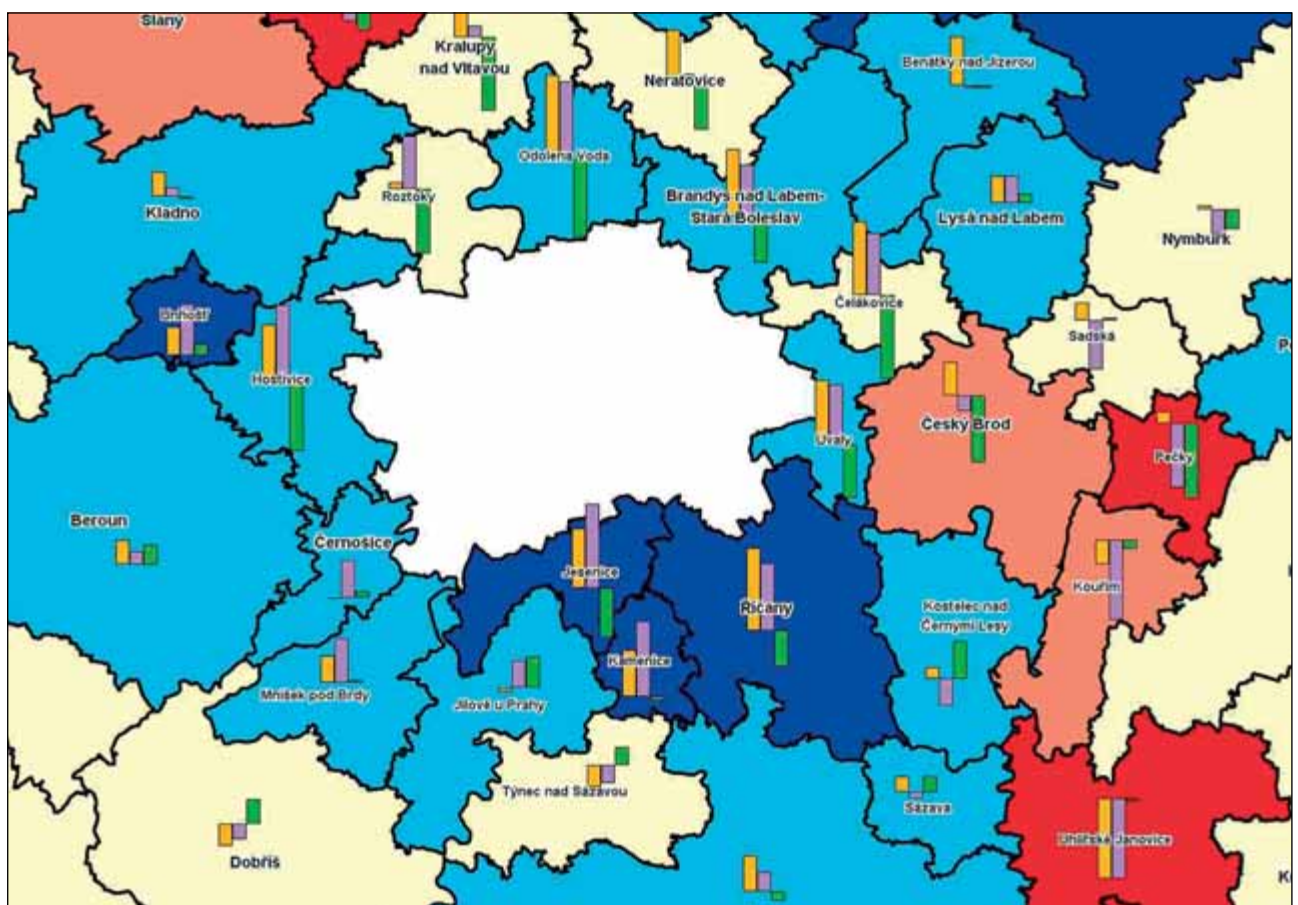 Slaný
Kralupy
nad Vltavou
Neratovice
Benátky nad Jizerou
Odolena Voda
Roztoky
Kladno
Brandýs nad Labem-
Stará Boleslav
Lysá nad Labem
Nymburk
Unhošť
Čelákovice
Sadská
Hostivice
Úvaly
Český Brod
Pečky
Beroun
Černošice
Jesenice
Říčany
Kouřim
Kostelec nad
Černými Lesy
Kamenice
Mníšek pod Brdy
Jílové u Prahy
Týnec nad Sázavou
Sázava
Uhlířské Janovice
Dobříš